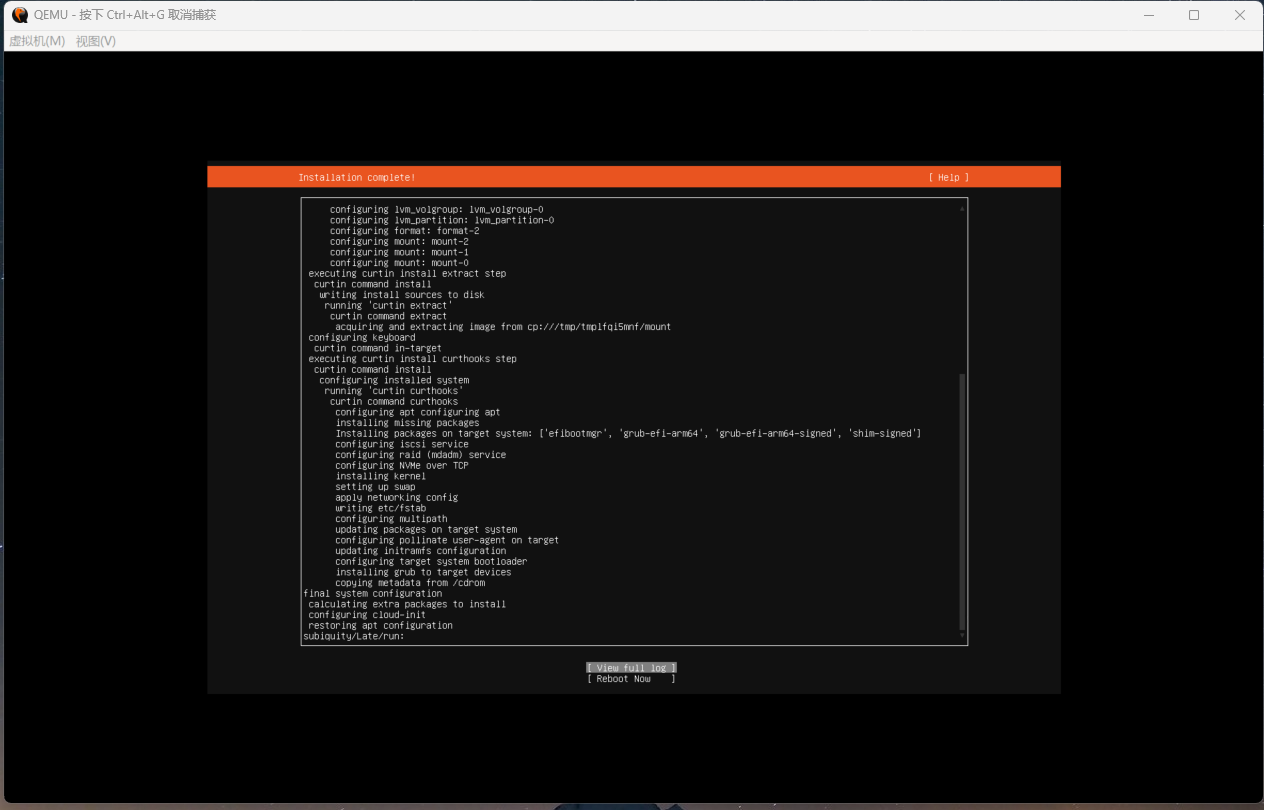 QEMU - 按下 Ctrl+Alt+G 取消捕获
虚拟机(M) 视图(V)
Installation complete! [ Help ]
configuring lvm_volgroup: lvm_volgroup-0
configuring lvm_partition: lvm_partition-0
configuring format: format-2
configuring mount: mount-2
configuring mount: mount-1
configuring mount: mount-0
executing curtin install extract step
curtin command install
writing install sources to disk
running 'curtin extract'
curtin command extract
acquiring and extracting image from cp:///tmp/tmplfqi5mnf/mount
configuring keyboard
curtin command in-target
executing curtin install curthooks step
curtin command install
configuring installed system
running 'curtin curthooks'
curtin command curthooks
configuring apt configuring apt
installing missing packages
Installing packages on target system: ['efibootmgr', 'grub-efi-arm64', 'grub-efi-arm64-signed', 'shim-signed']
configuring iscsi service
configuring raid (mdadm) service
configuring NVMe over TCP
installing kernel
setting up swap
apply networking config
writing etc/fstab
configuring multipath
updating packages on target system
configuring pollinate user-agent on target
updating initramfs configuration
configuring target system bootloader
installing grub to target devices
copying metadata from /cdrom
final system configuration
calculating extra packages to install
configuring cloud-init
restoring apt configuration
subiquity/Late/run:
[ View full log ]
[ Reboot Now ]